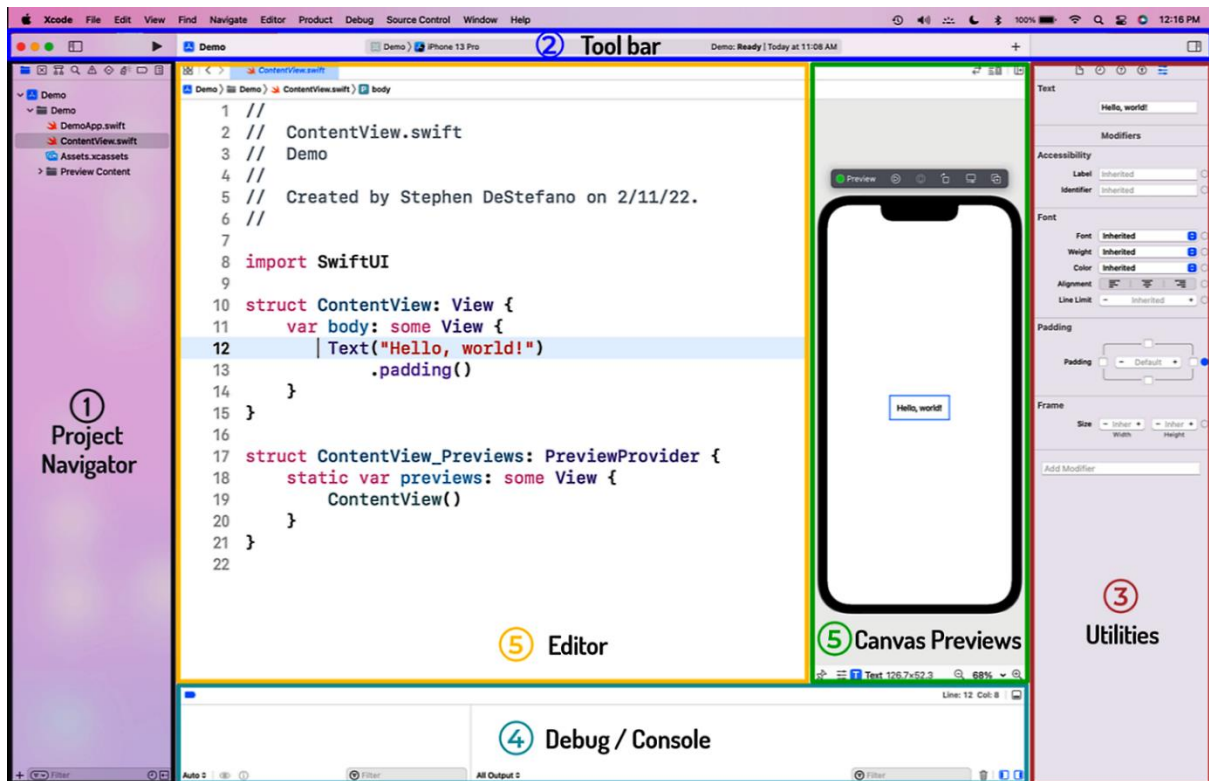 Xcode File Edit View Find Navigate Editor Product Debug Source Control Window Help 100% 12:16 PM
Demo Demo 〉 iPhone 13 Pro ② Tool bar Demo: Ready | Today at 11:08 AM +
ContentView.swift
Demo 〉 Demo 〉 ContentView.swift 〉 body
Demo
Demo
DemoApp.swift
ContentView.swift
Assets.xcassets
Preview Content
① Project
Navigator
Filter
1 //
2 //  ContentView.swift
3 //  Demo
4 //
5 //  Created by Stephen DeStefano on 2/11/22.
6 //
7
8 import SwiftUI
9
10 struct ContentView: View {
11     var body: some View {
12         Text("Hello, world!")
13             .padding()
14     }
15 }
16
17 struct ContentView_Previews: PreviewProvider {
18     static var previews: some View {
19         ContentView()
20     }
21 }
22
⑤ Editor
Preview
Hello, world!
⑤ Canvas Previews
Text 126.7×52.3 68%
Line: 12 Col: 8
④ Debug / Console
Auto Filter All Output Filter
Text
Hello, world!
Modifiers
Accessibility
Label Inherited
Identifier Inherited
Font
Font Inherited
Weight Inherited
Color Inherited
Alignment
Line Limit − Inherited +
Padding
Padding − Default +
Frame
Size − Inher + − Inher +
Width Height
Add Modifier
③
Utilities